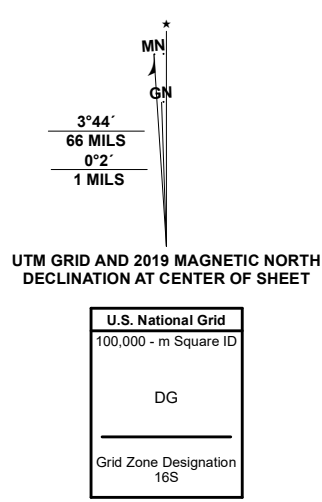 MN
GN
3°44´
66 MILS
0°2´
1 MILS
UTM GRID AND 2019 MAGNETIC NORTH
DECLINATION AT CENTER OF SHEET
U.S. National Grid
100,000 - m Square ID
DG
Grid Zone Designation
16S